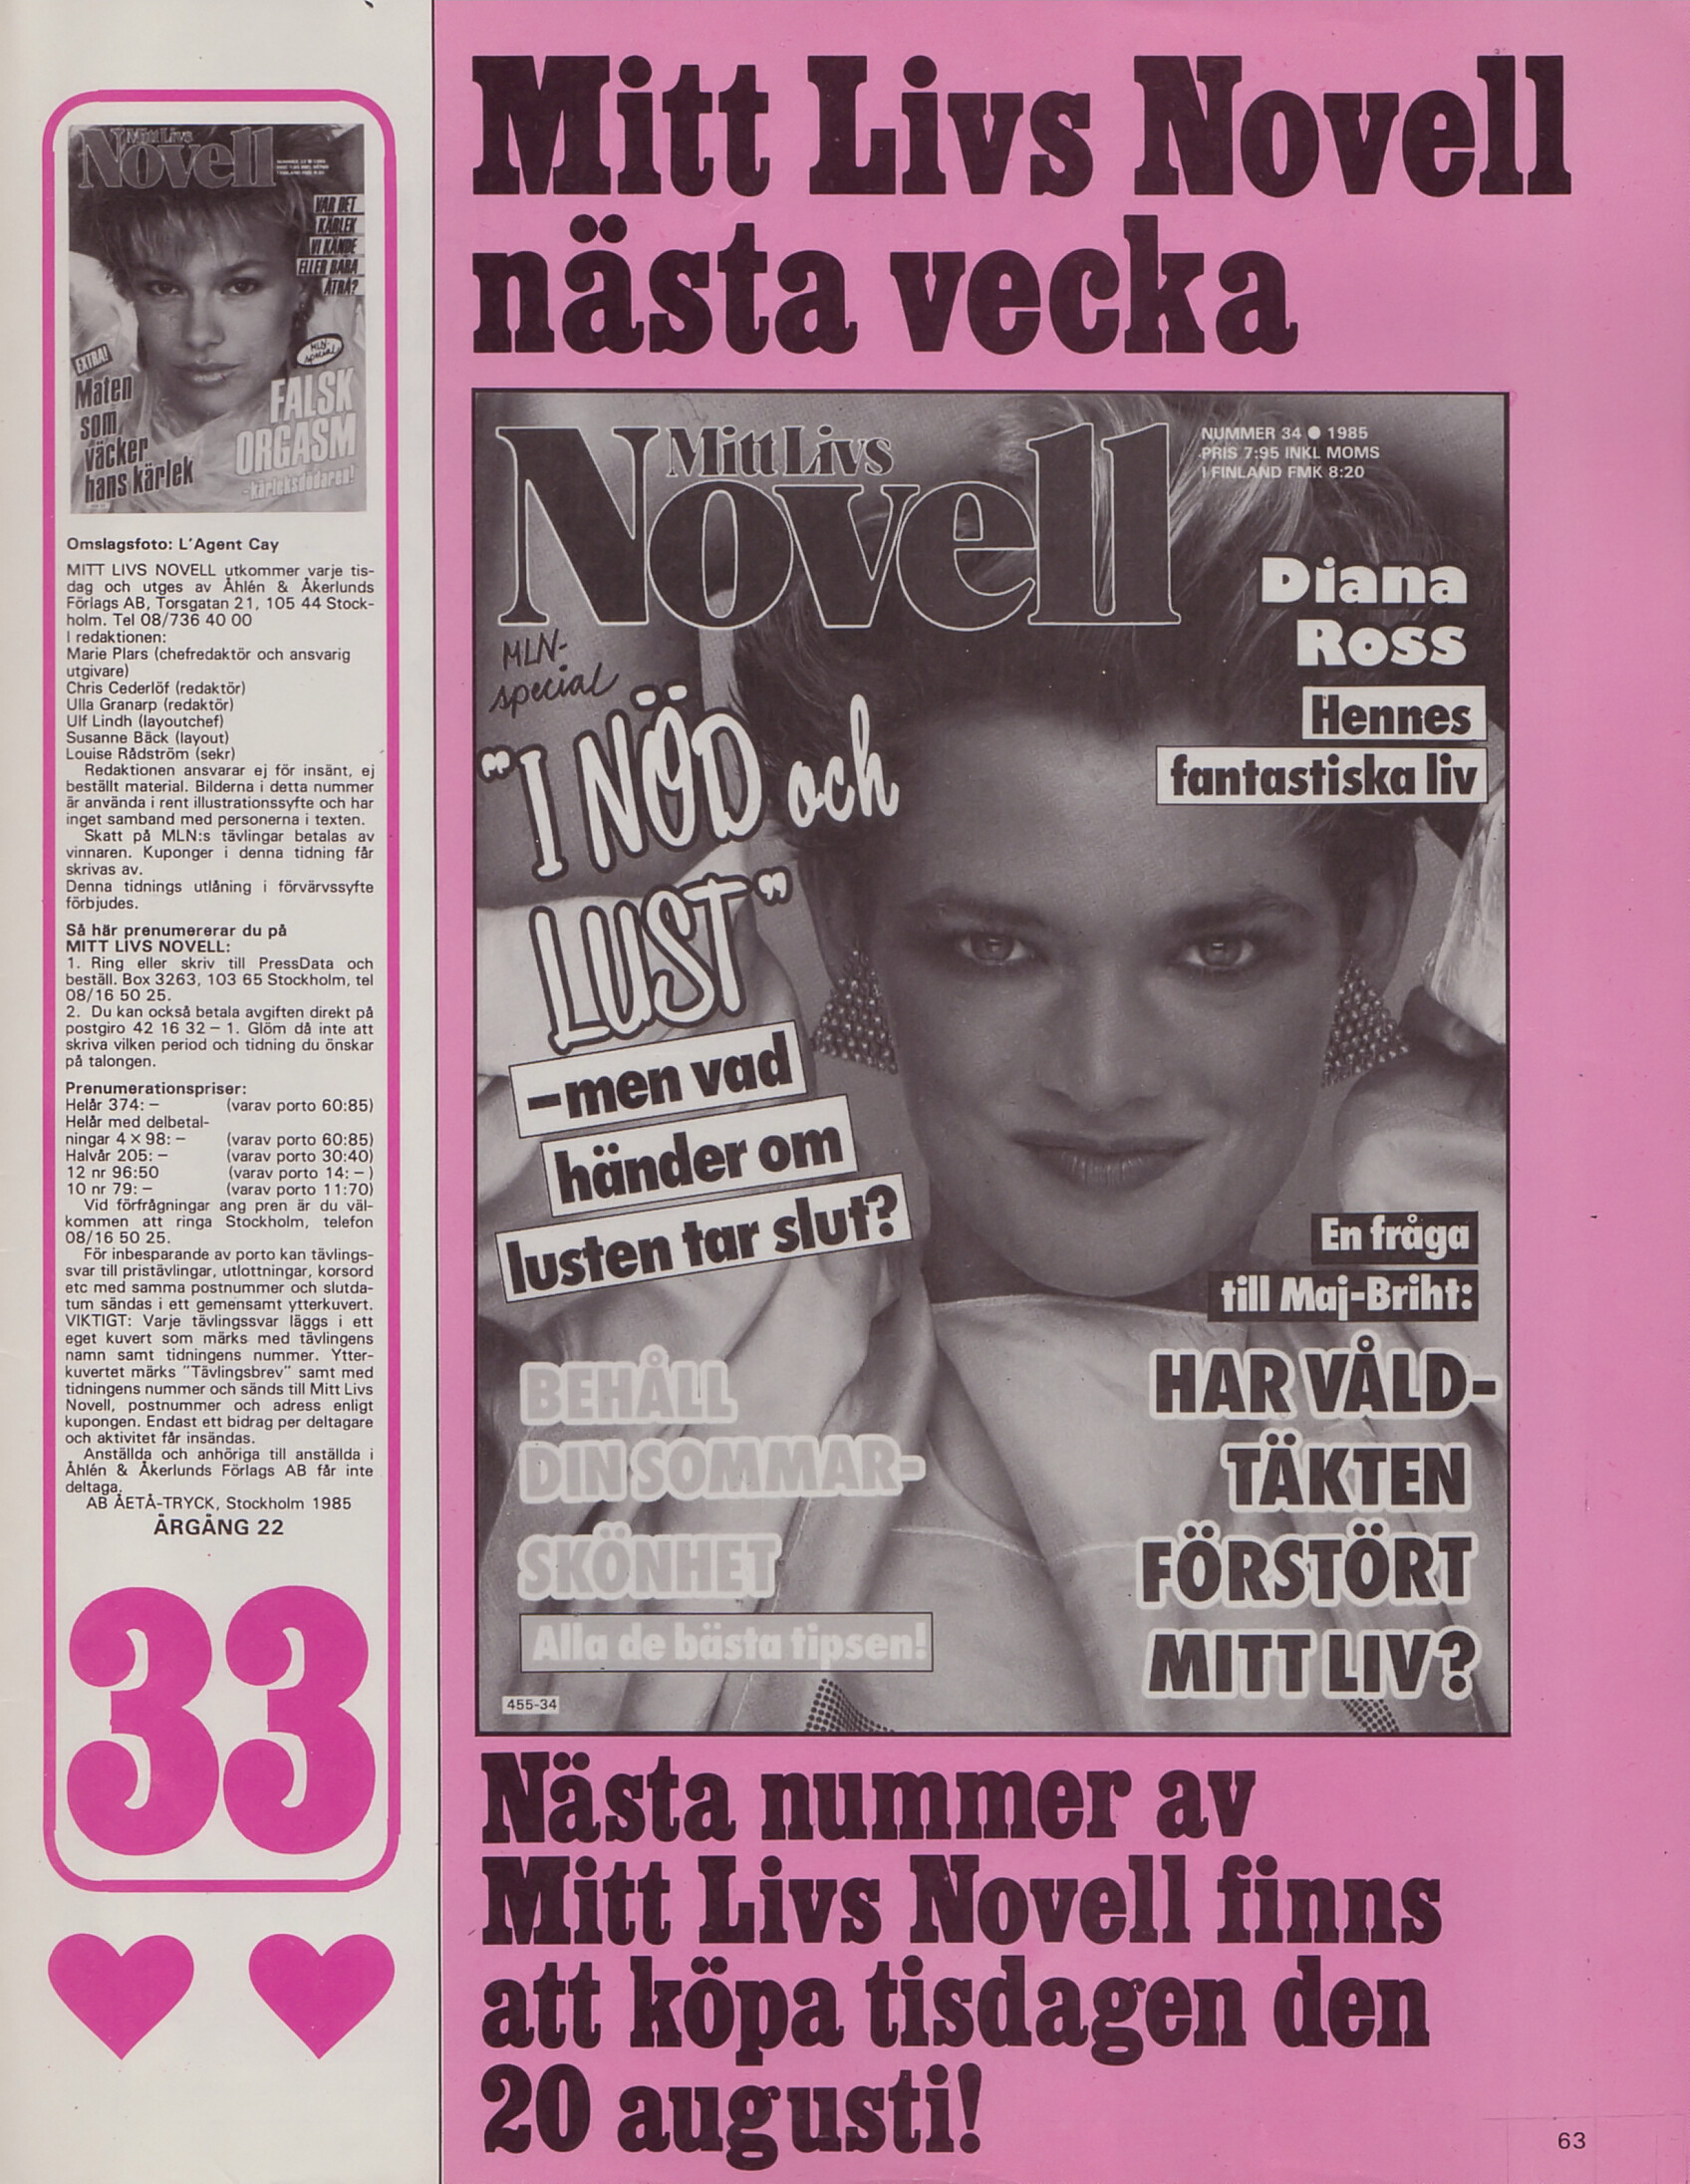 Mitt Livs
Novell
VAR DET
KÄRLEK
VI KÄNDE
ELLER BARA
ÅTRÅ?
EXTRA!
Maten
som
väcker
hans kärlek
MLN-
special
FALSK
ORGASM
-kärleksdödaren!
Omslagsfoto: L'Agent Cay
MITT LIVS NOVELL utkommer varje tis-
dag och utges av Åhlén & Åkerlunds
Förlags AB, Torsgatan 21, 105 44 Stock-
holm. Tel 08/736 40 00
I redaktionen:
Marie Plars (chefredaktör och ansvarig
utgivare)
Chris Cederlöf (redaktör)
Ulla Granarp (redaktör)
Ulf Lindh (layoutchef)
Susanne Bäck (layout)
Louise Rådström (sekr)
Redaktionen ansvarar ej för insänt, ej
beställt material. Bilderna i detta nummer
är använda i rent illustrationssyfte och har
inget samband med personerna i texten.
Skatt på MLN:s tävlingar betalas av
vinnaren. Kuponger i denna tidning får
skrivas av.
Denna tidnings utlåning i förvärvssyfte
förbjudes.
Så här prenumererar du på
MITT LIVS NOVELL:
1. Ring eller skriv till PressData och
beställ. Box 3263, 103 65 Stockholm, tel
08/16 50 25.
2. Du kan också betala avgiften direkt på
postgiro 42 16 32 – 1. Glöm då inte att
skriva vilken period och tidning du önskar
på talongen.
Prenumerationspriser:
Helår 374: – (varav porto 60:85)
Helår med delbetal-
ningar 4 × 98: – (varav porto 60:85)
Halvår 205: – (varav porto 30:40)
12 nr 96:50 (varav porto 14: – )
10 nr 79: – (varav porto 11:70)
Vid förfrågningar ang pren är du väl-
kommen att ringa Stockholm, telefon
08/16 50 25.
För inbesparande av porto kan tävlings-
svar till pristävlingar, utlottningar, korsord
etc med samma postnummer och slutda-
tum sändas i ett gemensamt ytterkuvert.
VIKTIGT: Varje tävlingssvar läggs i ett
eget kuvert som märks med tävlingens
namn samt tidningens nummer. Ytter-
kuvertet märks "Tävlingsbrev" samt med
tidningens nummer och sänds till Mitt Livs
Novell, postnummer och adress enligt
kupongen. Endast ett bidrag per deltagare
och aktivitet får insändas.
Anställda och anhöriga till anställda i
Åhlén & Åkerlunds Förlags AB får inte
deltaga.
AB ÅETÅ-TRYCK, Stockholm 1985
ÅRGÅNG 22
33
Mitt Livs Novell
nästa vecka
Mitt Livs
Novell
NUMMER 34 ● 1985
PRIS 7:95 INKL MOMS
I FINLAND FMK 8:20
Diana
Ross
Hennes
fantastiska liv
MLN-
special
"I NÖD och
LUST"
–men vad
händer om
lusten tar slut?
En fråga
till Maj-Briht:
HAR VÅLD-
TÄKTEN
FÖRSTÖRT
MITT LIV?
BEHÅLL
DIN SOMMAR-
SKÖNHET
Alla de bästa tipsen!
455-34
Nästa nummer av
Mitt Livs Novell finns
att köpa tisdagen den
20 augusti!
63